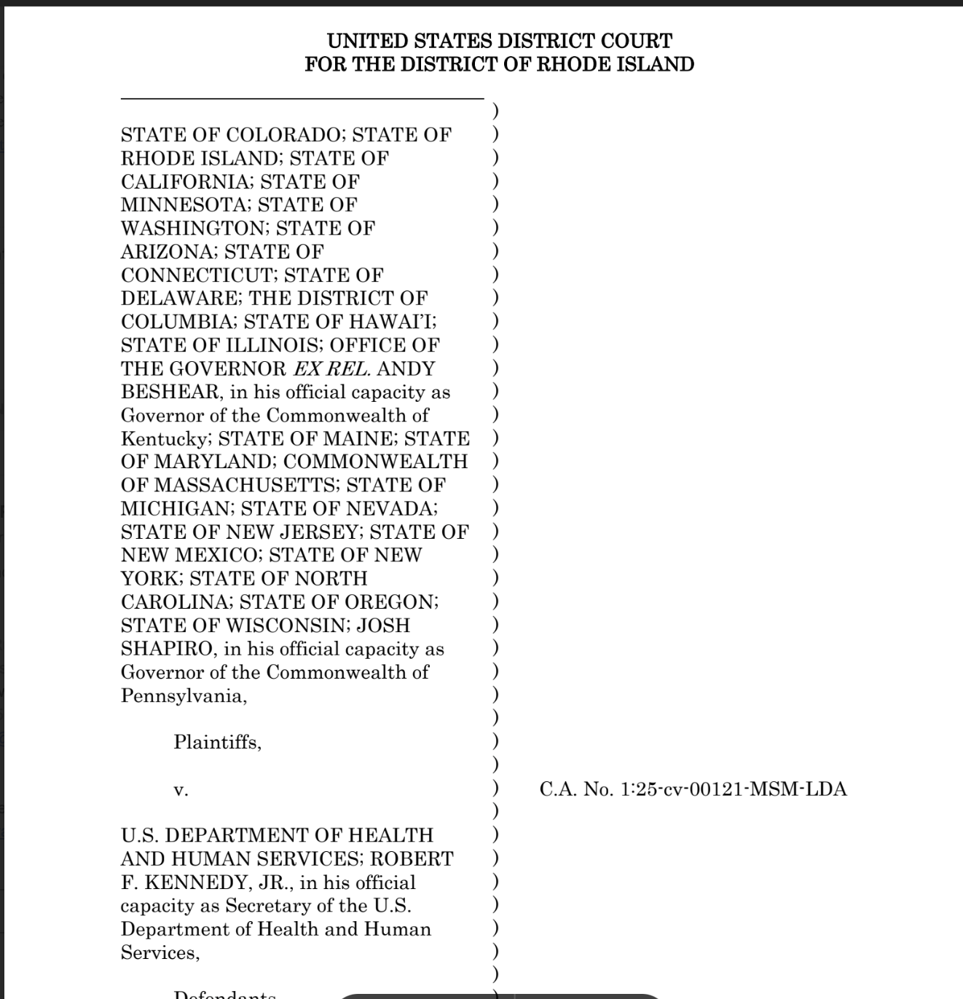 UNITED STATES DISTRICT COURT
FOR THE DISTRICT OF RHODE ISLAND
)
STATE OF COLORADO; STATE OF )
RHODE ISLAND; STATE OF )
CALIFORNIA; STATE OF )
MINNESOTA; STATE OF )
WASHINGTON; STATE OF )
ARIZONA; STATE OF )
CONNECTICUT; STATE OF )
DELAWARE; THE DISTRICT OF )
COLUMBIA; STATE OF HAWAI’I; )
STATE OF ILLINOIS; OFFICE OF )
THE GOVERNOR EX REL. ANDY )
BESHEAR, in his official capacity as )
Governor of the Commonwealth of )
Kentucky; STATE OF MAINE; STATE )
OF MARYLAND; COMMONWEALTH )
OF MASSACHUSETTS; STATE OF )
MICHIGAN; STATE OF NEVADA; )
STATE OF NEW JERSEY; STATE OF )
NEW MEXICO; STATE OF NEW )
YORK; STATE OF NORTH )
CAROLINA; STATE OF OREGON; )
STATE OF WISCONSIN; JOSH )
SHAPIRO, in his official capacity as )
Governor of the Commonwealth of )
Pennsylvania, )
)
Plaintiffs, )
)
v. ) C.A. No. 1:25-cv-00121-MSM-LDA
)
U.S. DEPARTMENT OF HEALTH )
AND HUMAN SERVICES; ROBERT )
F. KENNEDY, JR., in his official )
capacity as Secretary of the U.S. )
Department of Health and Human )
Services, )
)
Defendants )